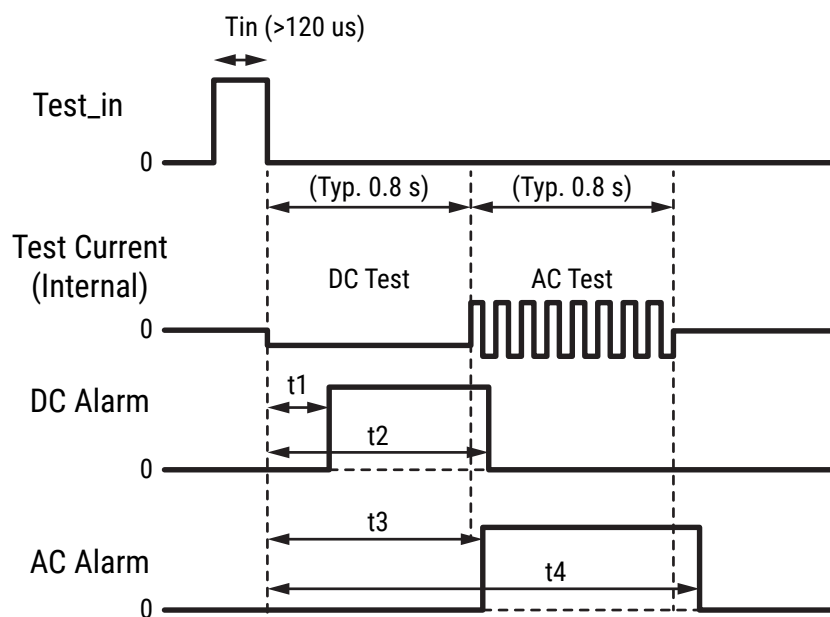 Tin (>120 us)
Test_in
0
(Typ. 0.8 s)
(Typ. 0.8 s)
Test Current
(Internal)
DC Test
AC Test
0
t1
DC Alarm
t2
0
t3
AC Alarm
t4
0